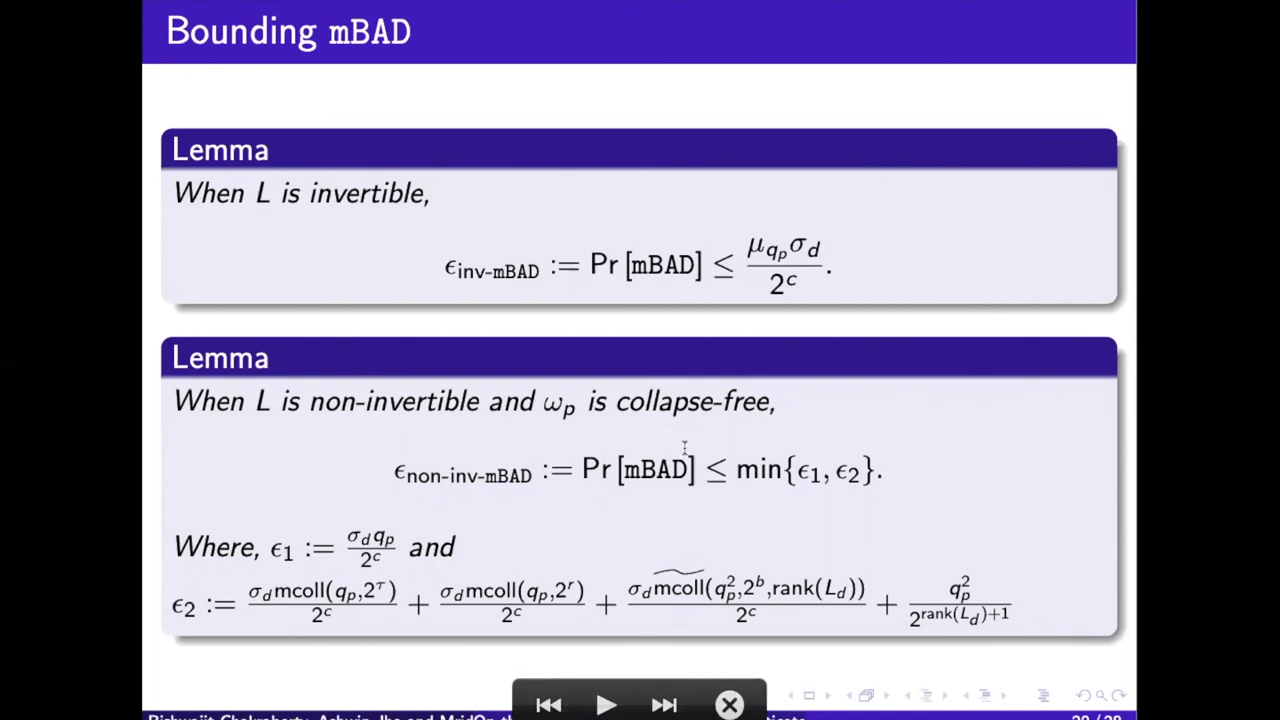 Bounding mBAD
Lemma
When L is invertible,
ϵ_inv-mBAD := Pr [mBAD] ≤ μ_{q_p} σ_d / 2^c .
Lemma
When L is non-invertible and ω_p is collapse-free,
ϵ_non-inv-mBAD := Pr [mBAD] ≤ min{ϵ_1, ϵ_2}.
Where, ϵ_1 := σ_d q_p / 2^c and
ϵ_2 := σ_d mcoll(q_p,2^τ) / 2^c + σ_d mcoll(q_p,2^r) / 2^c + σ_d m͠coll(q_p^2,2^b,rank(L_d)) / 2^c + q_p^2 / 2^{rank(L_d)+1}